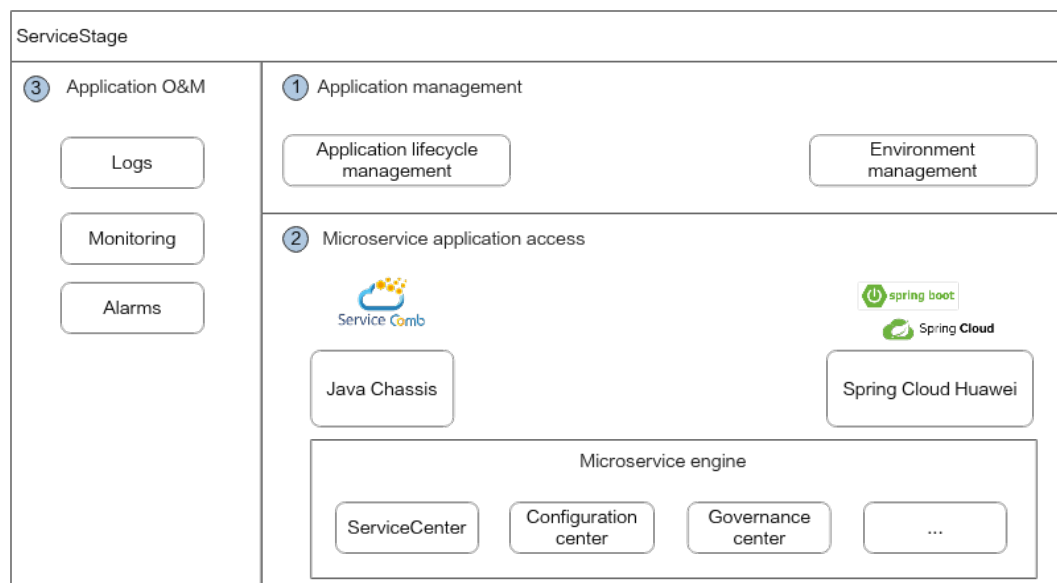 ServiceStage
3 Application O&M
Logs
Monitoring
Alarms
1 Application management
Application lifecycle
management
Environment
management
2 Microservice application access
Service Comb
spring boot
Spring Cloud
Java Chassis
Spring Cloud Huawei
Microservice engine
ServiceCenter
Configuration
center
Governance
center
...